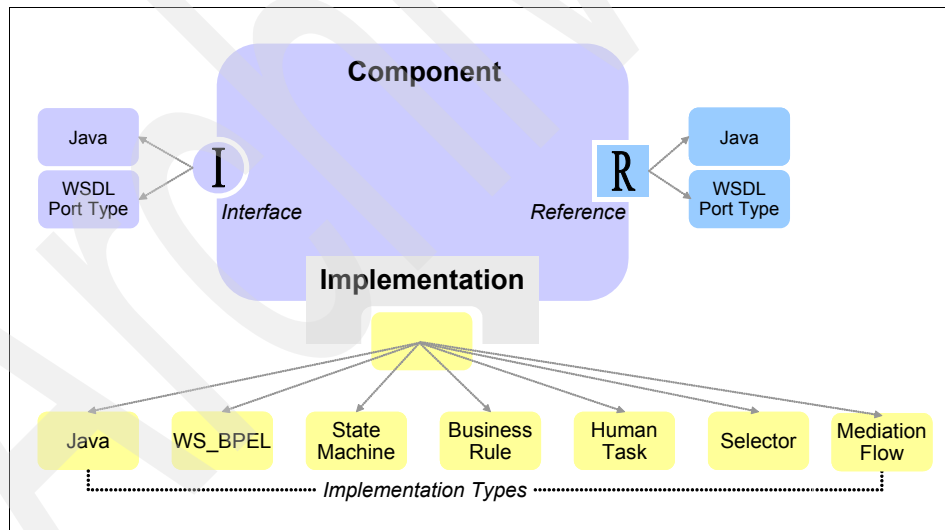 Component
Java
WSDL
Port Type
I
Interface
R
Reference
Java
WSDL
Port Type
Implementation
Java
WS_BPEL
State
Machine
Business
Rule
Human
Task
Selector
Mediation
Flow
Implementation Types